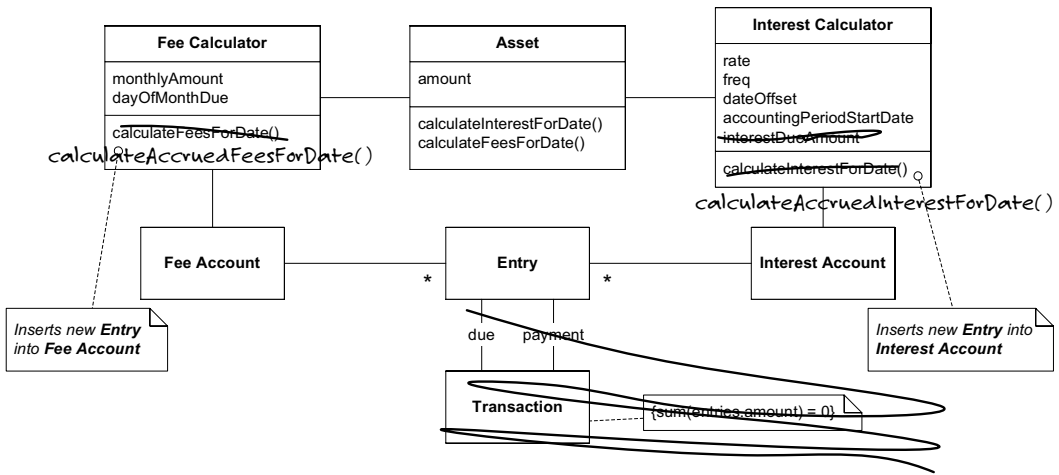 Fee Calculator
monthlyAmount
dayOfMonthDue
calculateFeesForDate()
calculateAccruedFeesForDate()
Asset
amount
calculateInterestForDate()
calculateFeesForDate()
Interest Calculator
rate
freq
dateOffset
accountingPeriodStartDate
interestDueAmount
calculateInterestForDate()
calculateAccruedInterestForDate()
Fee Account
*
Entry
*
Interest Account
Inserts new Entry
into Fee Account
due
payment
Inserts new Entry into
Interest Account
Transaction
{sum(entries.amount) = 0}